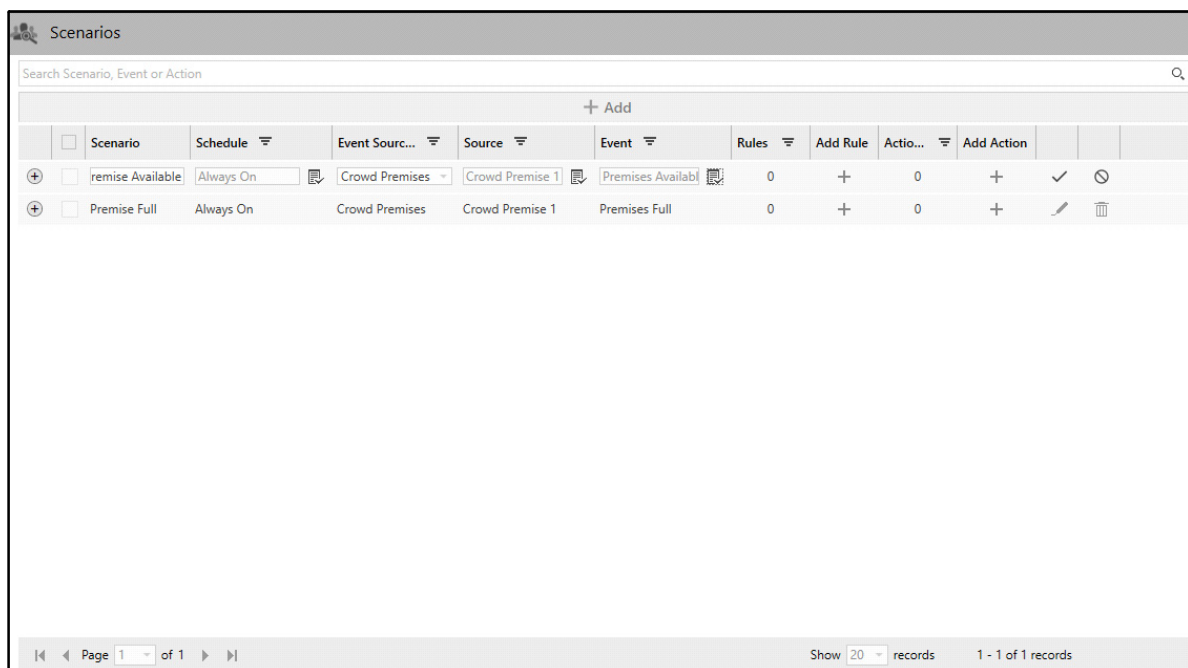 Scenarios
Search Scenario, Event or Action
+ Add
Scenario Schedule Event Sourc... Source Event Rules Add Rule Actio... Add Action
remise Available Always On Crowd Premises Crowd Premise 1 Premises Availabl 0 + 0 +
Premise Full Always On Crowd Premises Crowd Premise 1 Premises Full 0 + 0 +
Page 1 of 1 Show 20 records 1 - 1 of 1 records